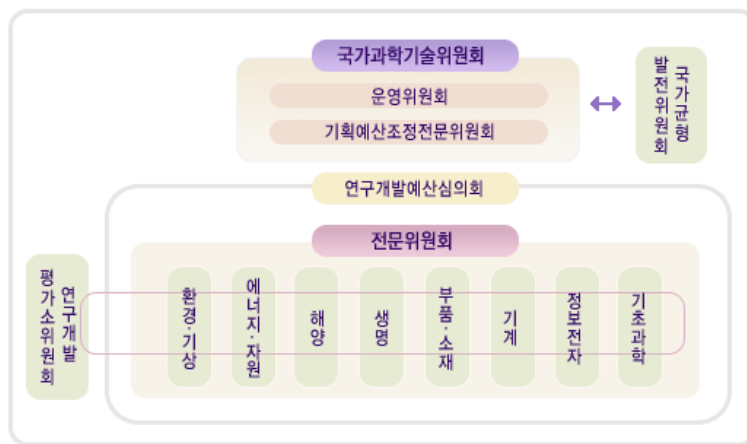 국가과학기술위원회
운영위원회
기획예산조정전문위원회
국가균형
발전위원회
연구개발예산심의회
전문위원회
연구개발
평가소위원회
환경·기상
에너지·자원
해양
생명
부품·소재
기계
정보전자
기초과학